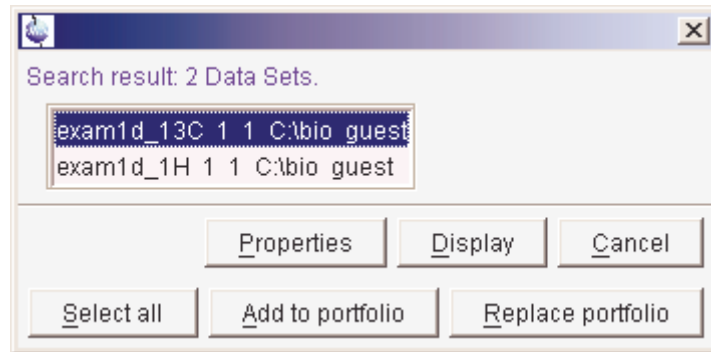 Search result: 2 Data Sets.
exam1d_13C 1 1 C:\bio guest
exam1d_1H 1 1 C:\bio guest
Properties Display Cancel
Select all Add to portfolio Replace portfolio